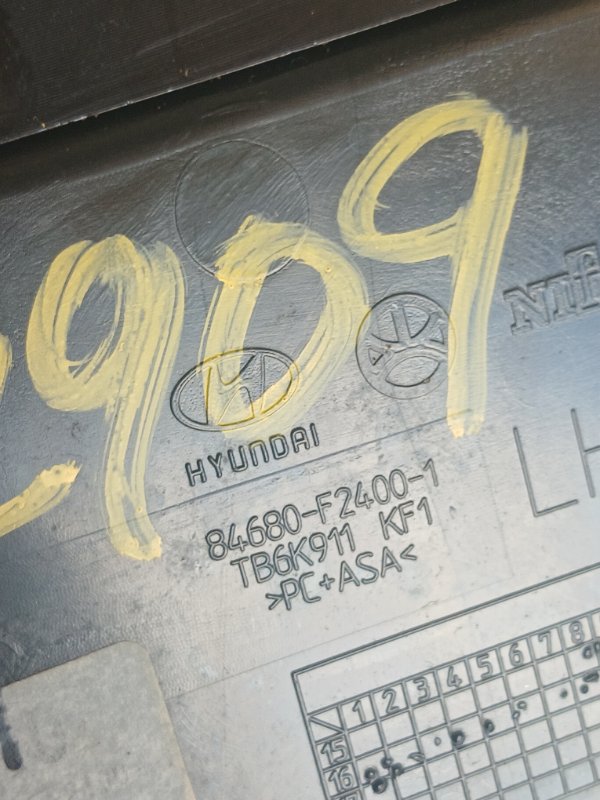 2909
HYUNDAI
84680-F2400-1
TB6K911 KF1
>PC+ASA<
LH
1 2 3 4 5 6 7 8
15
16